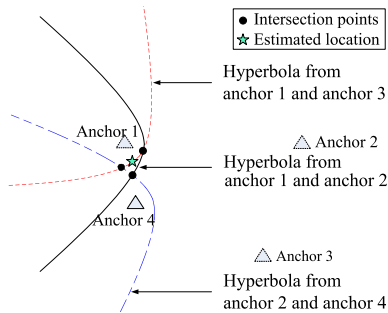 Intersection points
Estimated location
Hyperbola from
anchor 1 and anchor 3
Anchor 1
Anchor 2
Hyperbola from
anchor 1 and anchor 2
Anchor 4
Anchor 3
Hyperbola from
anchor 2 and anchor 4